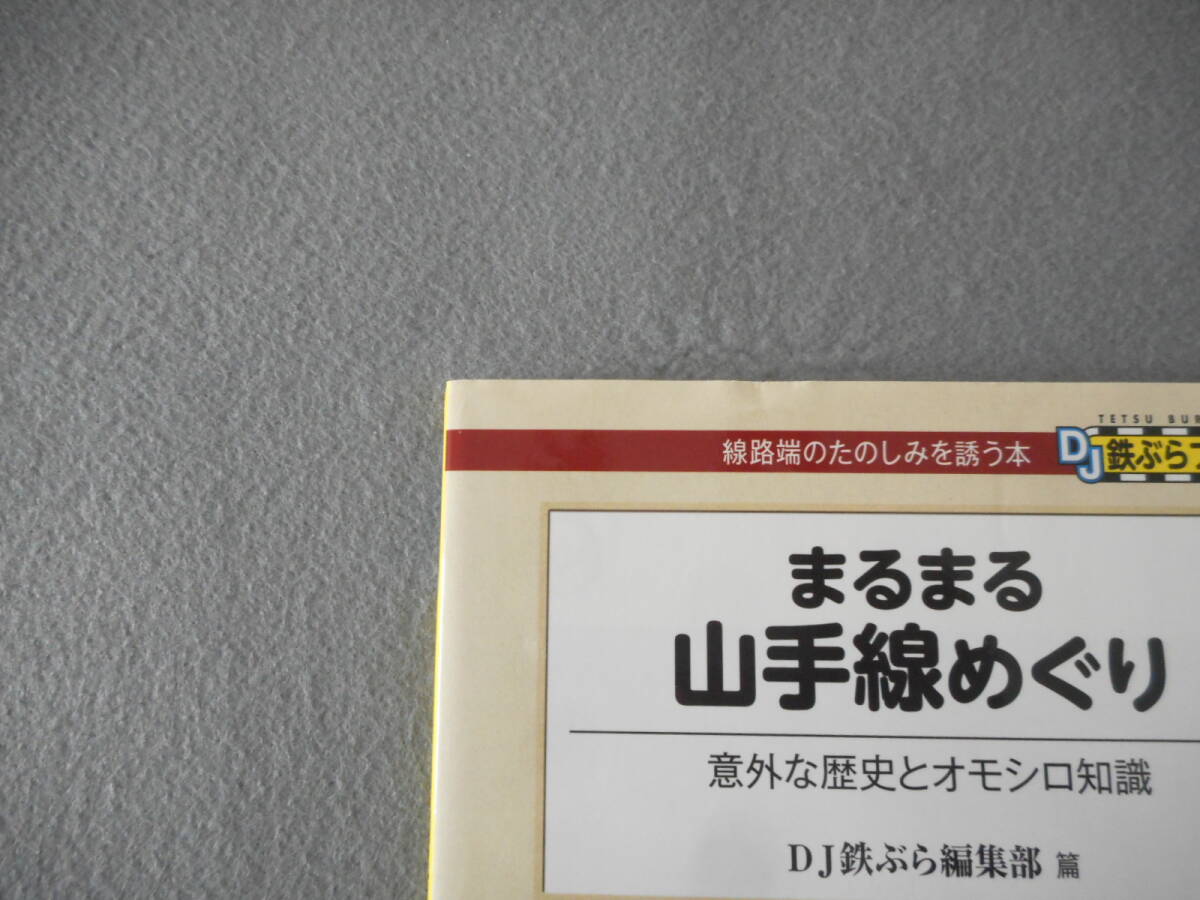 TETSU BUR
線路端のたのしみを誘う本
DJ鉄ぶら
まるまる
山手線めぐり
意外な歴史とオモシロ知識
DJ鉄ぶら編集部 篇